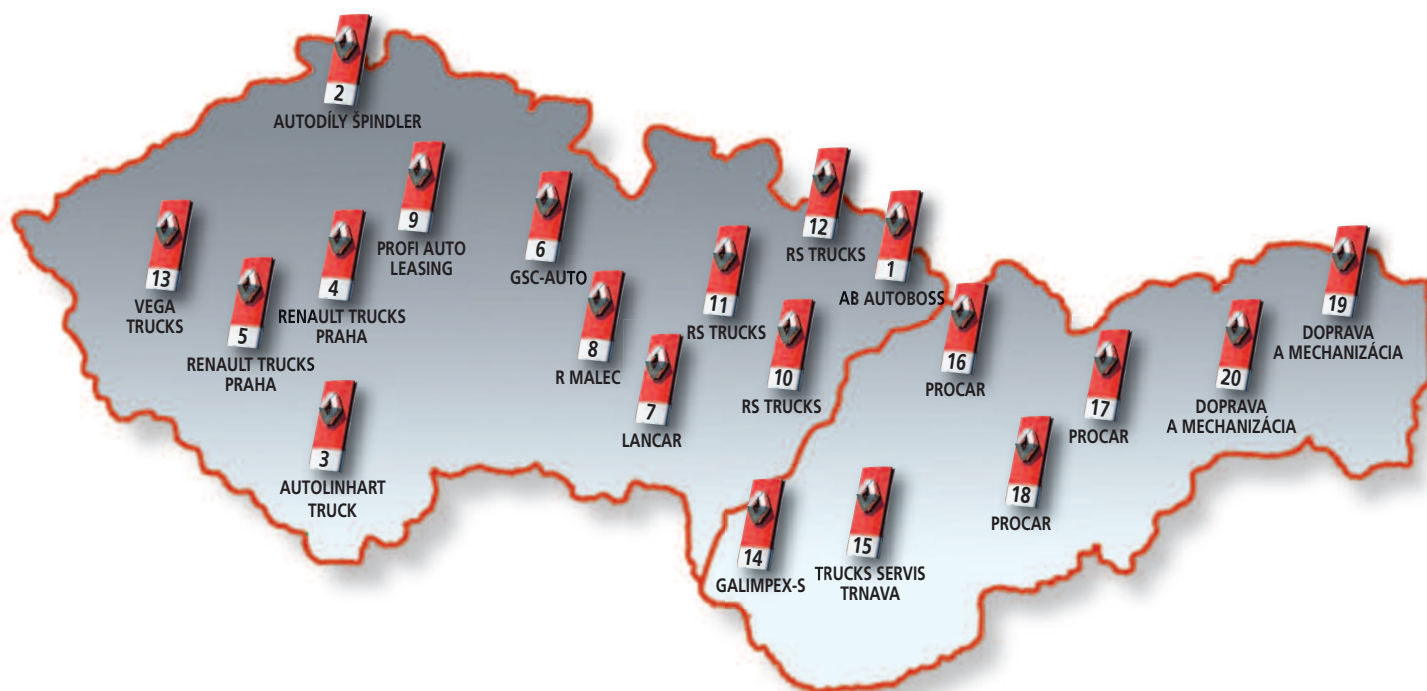 2
AUTODÍLY ŠPINDLER
9
PROFI AUTO
LEASING
6
GSC-AUTO
12
RS TRUCKS
1
AB AUTOBOSS
13
VEGA
TRUCKS
5
RENAULT TRUCKS
PRAHA
4
RENAULT TRUCKS
PRAHA
11
RS TRUCKS
8
R MALEC
10
RS TRUCKS
7
LANCAR
3
AUTOLINHART
TRUCK
16
PROCAR
19
DOPRAVA
A MECHANIZÁCIA
20
DOPRAVA
A MECHANIZÁCIA
17
PROCAR
18
PROCAR
14
GALIMPEX-S
15
TRUCKS SERVIS
TRNAVA